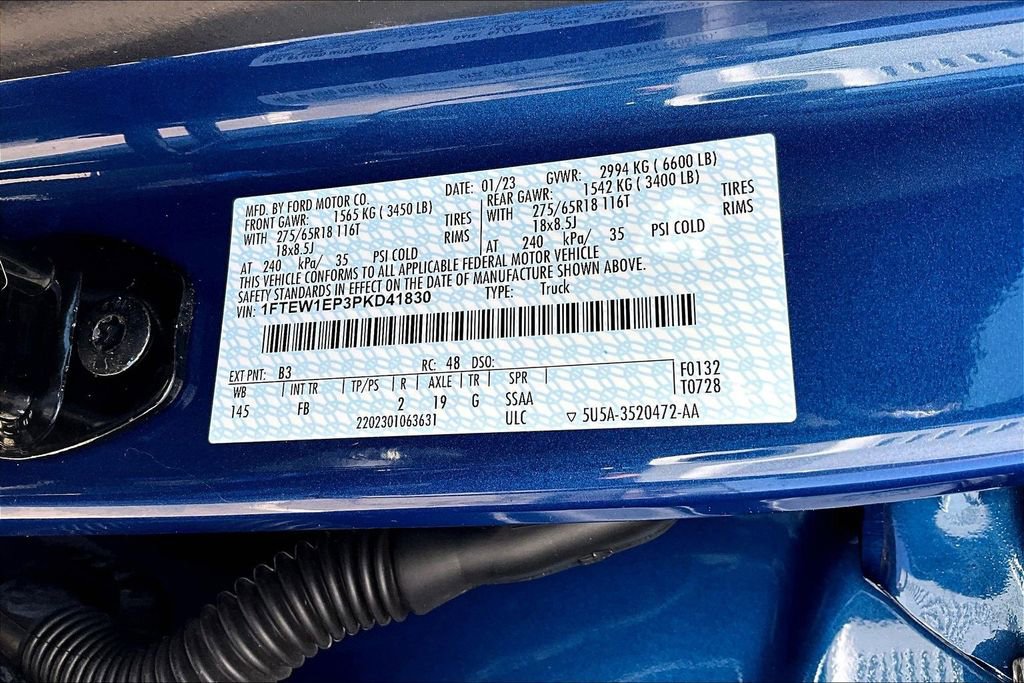 MFD. BY FORD MOTOR CO. DATE: 01/23 GVWR: 2994 KG ( 6600 LB)
FRONT GAWR: 1565 KG ( 3450 LB) REAR GAWR: 1542 KG ( 3400 LB)
WITH 275/65R18 116T TIRES WITH 275/65R18 116T TIRES
18x8.5J RIMS 18x8.5J RIMS
AT 240 kPa/ 35 PSI COLD AT 240 kPa/ 35 PSI COLD
THIS VEHICLE CONFORMS TO ALL APPLICABLE FEDERAL MOTOR VEHICLE
SAFETY STANDARDS IN EFFECT ON THE DATE OF MANUFACTURE SHOWN ABOVE.
VIN: 1FTEW1EP3PKD41830 TYPE: Truck
EXT PNT: B3 RC: 48 DSO:
WB INT TR TP/PS R AXLE TR SPR F0132
145 FB 2 19 G SSAA T0728
2202301063631 ULC ▽ 5U5A-3520472-AA